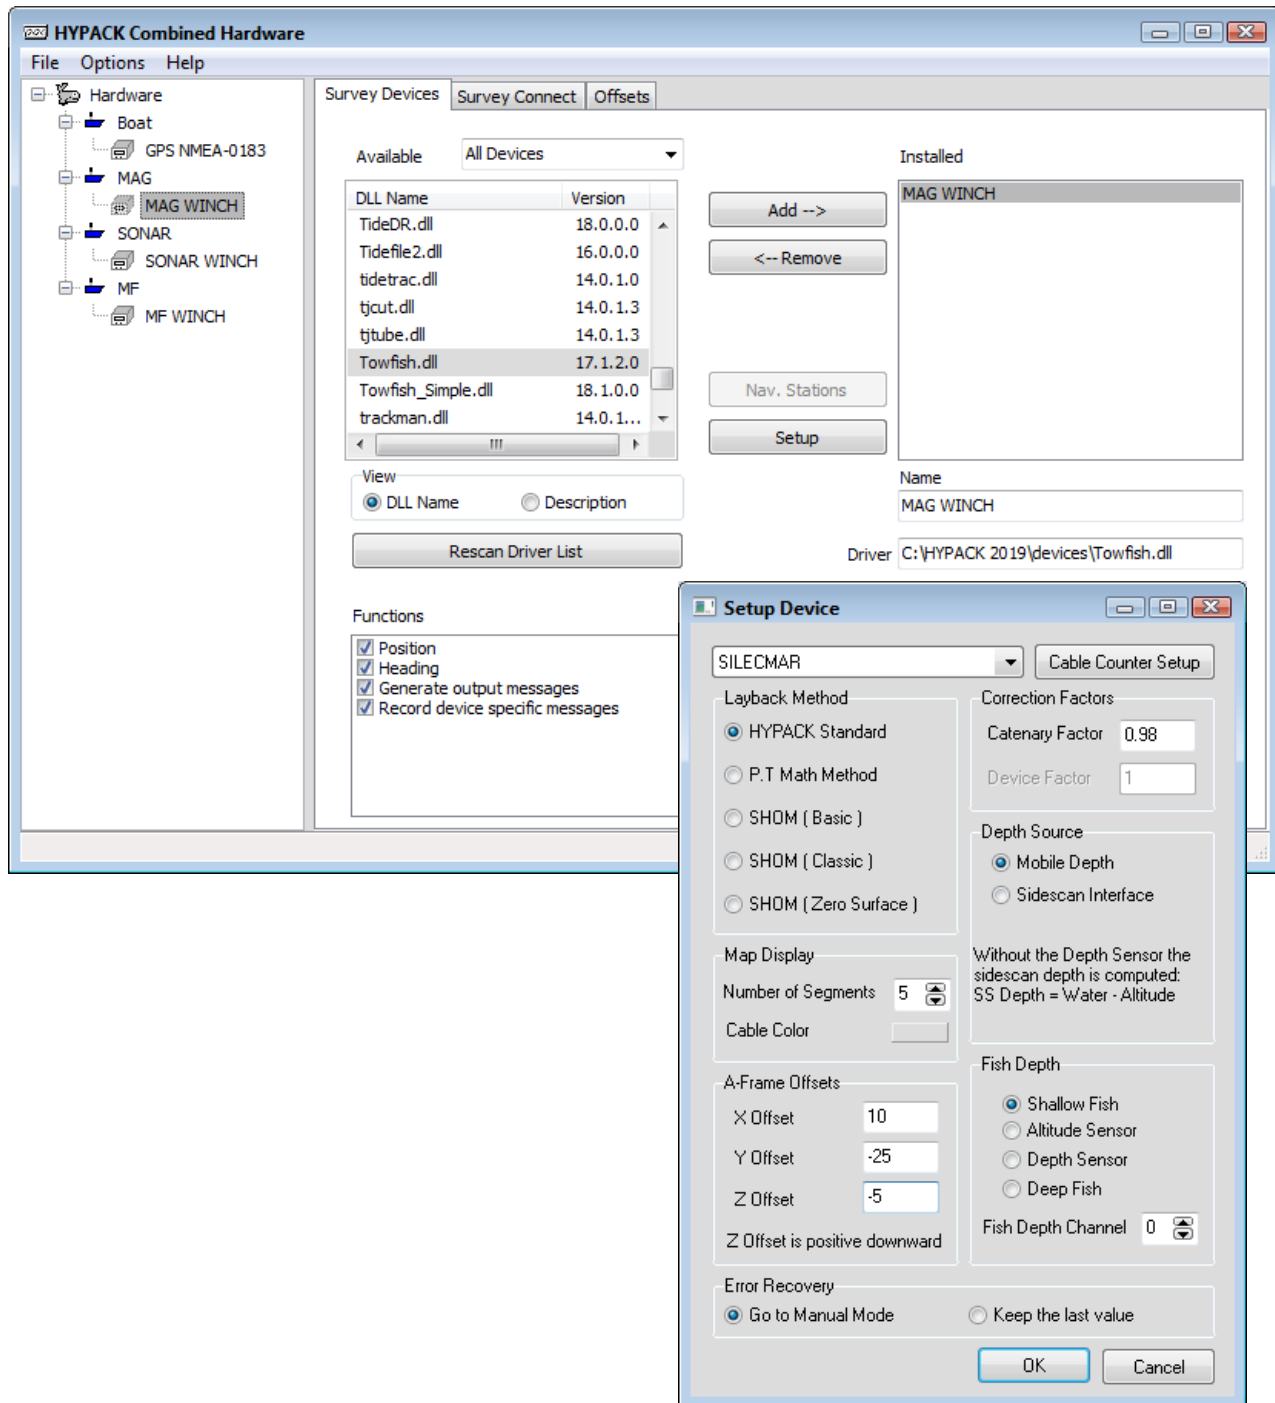 HYPACK Combined Hardware
File Options Help
Hardware
Boat
GPS NMEA-0183
MAG
MAG WINCH
SONAR
SONAR WINCH
MF
MF WINCH
Survey Devices Survey Connect Offsets
Available All Devices
DLL Name Version
TideDR.dll 18.0.0.0
Tidefile2.dll 16.0.0.0
tidetrac.dll 14.0.1.0
tjcut.dll 14.0.1.3
tjtube.dll 14.0.1.3
Towfish.dll 17.1.2.0
Towfish_Simple.dll 18.1.0.0
trackman.dll 14.0.1...
View
DLL Name Description
Rescan Driver List
Functions
Position
Heading
Generate output messages
Record device specific messages
Add -->
<-- Remove
Nav. Stations
Setup
Installed
MAG WINCH
Name
MAG WINCH
Driver C:\HYPACK 2019\devices\Towfish.dll
Setup Device
SILECMAR Cable Counter Setup
Layback Method
HYPACK Standard
P.T Math Method
SHOM ( Basic )
SHOM ( Classic )
SHOM ( Zero Surface )
Map Display
Number of Segments 5
Cable Color
A-Frame Offsets
X Offset 10
Y Offset -25
Z Offset -5
Z Offset is positive downward
Correction Factors
Catenary Factor 0.98
Device Factor 1
Depth Source
Mobile Depth
Sidescan Interface
Without the Depth Sensor the
sidescan depth is computed:
SS Depth = Water - Altitude
Fish Depth
Shallow Fish
Altitude Sensor
Depth Sensor
Deep Fish
Fish Depth Channel 0
Error Recovery
Go to Manual Mode Keep the last value
OK Cancel